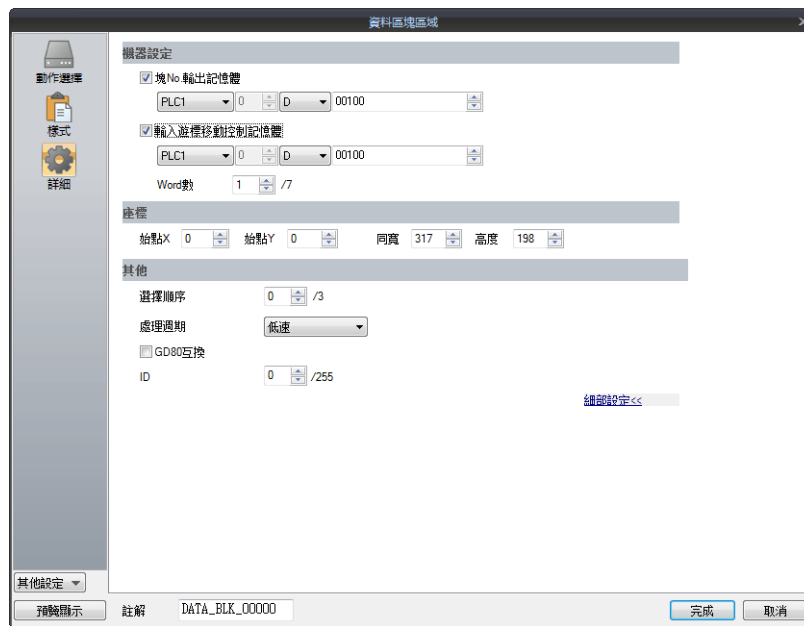 資料區塊區域
動作選擇
樣式
詳細
機器設定
塊No.輸出記憶體
PLC1 0 D 00100
輸入遊標移動控制記憶體
PLC1 0 D 00100
Word數 1 /7
座標
始點X 0 始點Y 0 同寬 317 高度 198
其他
選擇順序 0 /3
處理週期 低速
GD80互換
ID 0 /255
細部設定<<
其他設定
預覽顯示 註解 DATA_BLK_00000 完成 取消